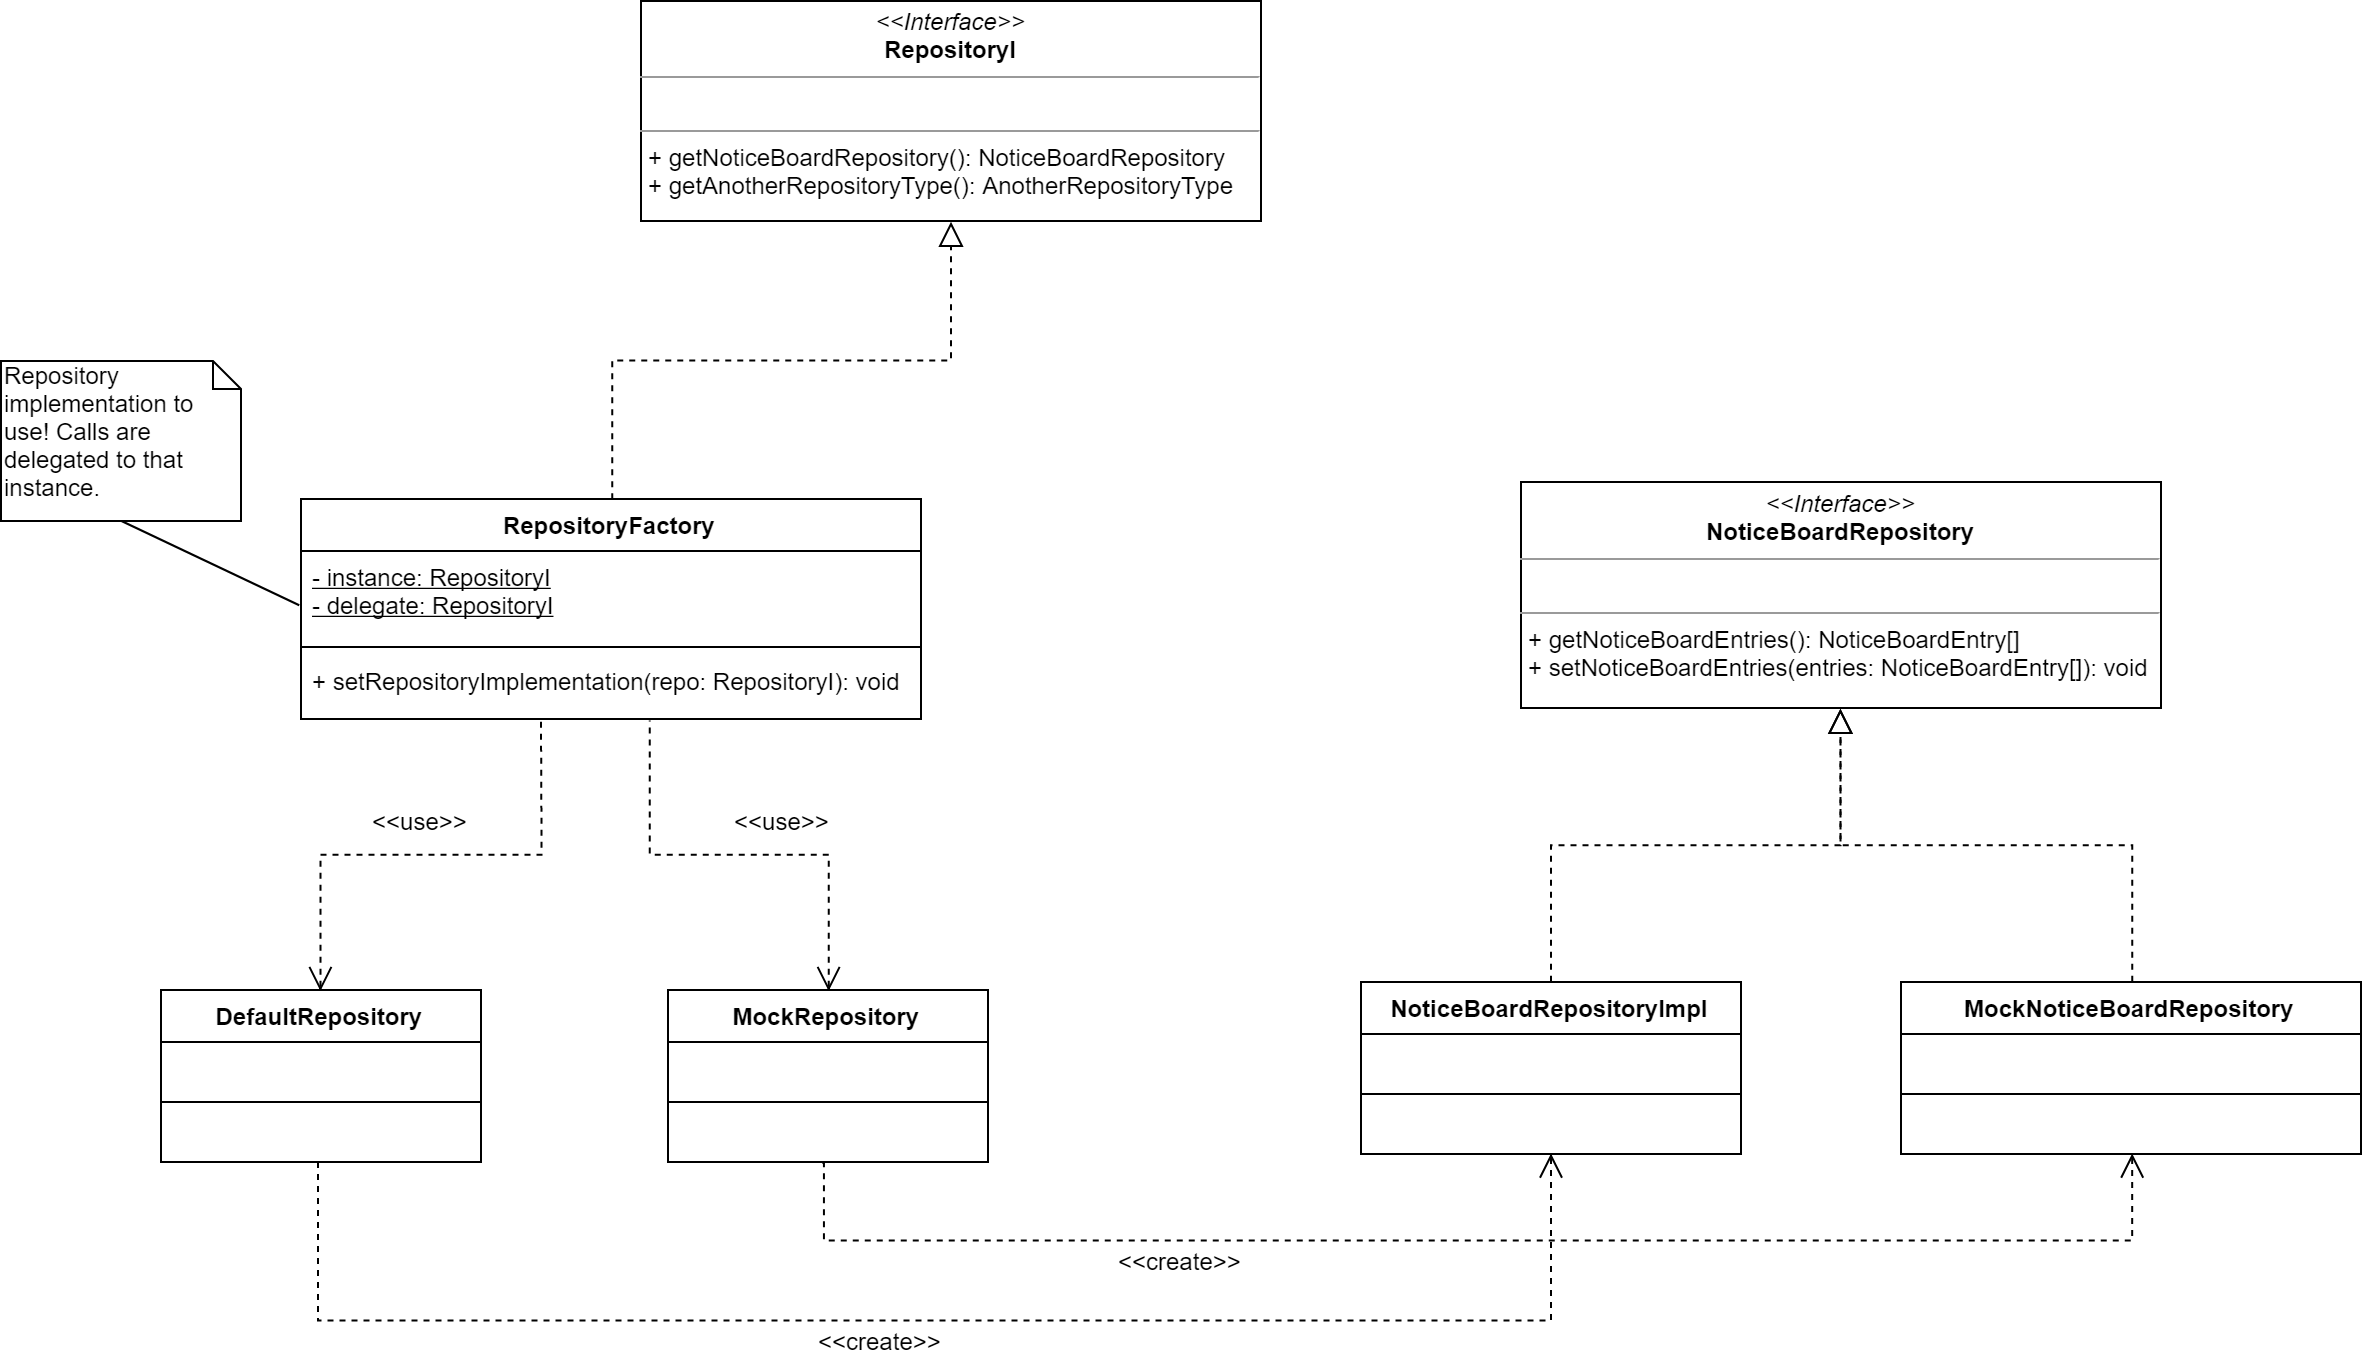 <<Interface>>
RepositoryI
+ getNoticeBoardRepository(): NoticeBoardRepository
+ getAnotherRepositoryType(): AnotherRepositoryType
Repository
implementation to
use! Calls are
delegated to that
instance.
RepositoryFactory
- instance: RepositoryI
- delegate: RepositoryI
+ setRepositoryImplementation(repo: RepositoryI): void
<<Interface>>
NoticeBoardRepository
+ getNoticeBoardEntries(): NoticeBoardEntry[]
+ setNoticeBoardEntries(entries: NoticeBoardEntry[]): void
<<use>>
<<use>>
DefaultRepository
MockRepository
NoticeBoardRepositoryImpl
MockNoticeBoardRepository
<<create>>
<<create>>